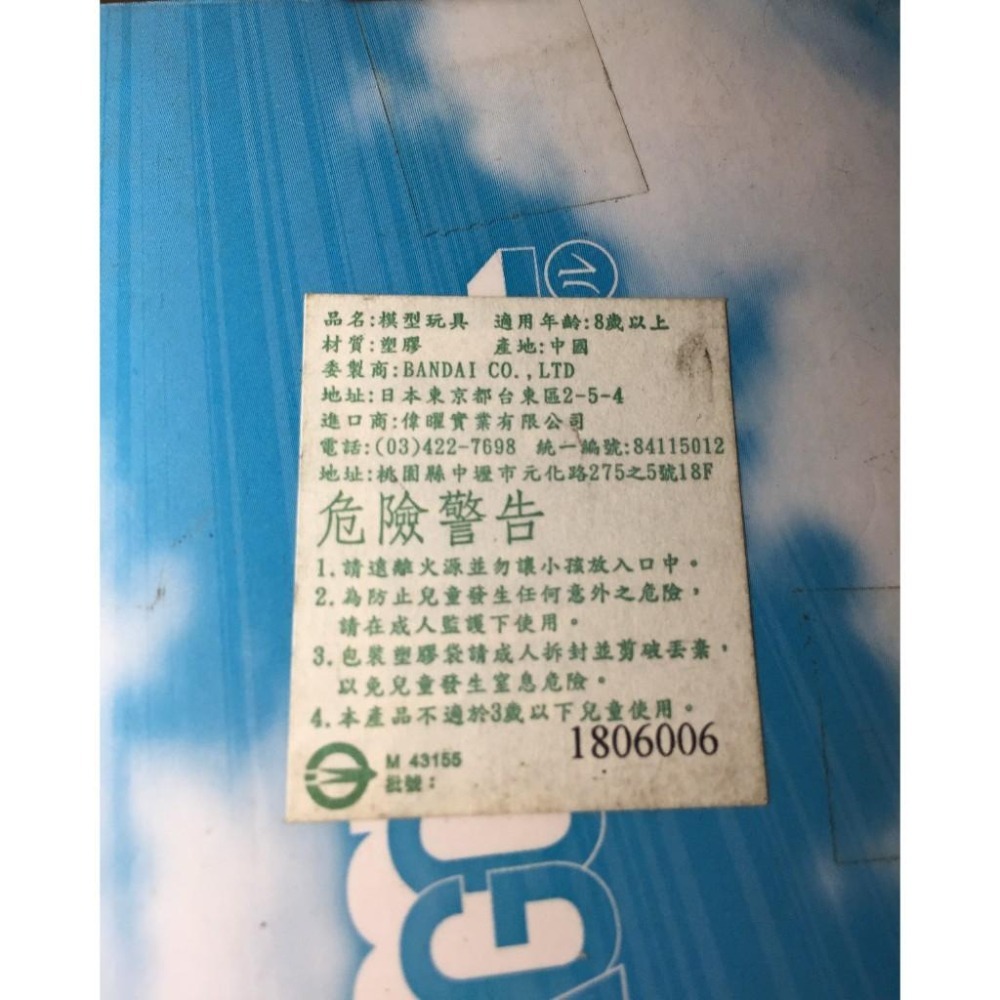 品名:模型玩具 適用年齡:8歲以上
材質:塑膠 產地:中國
委製商:BANDAI CO.,LTD
地址:日本東京都台東區2-5-4
進口商:偉曜實業有限公司
電話:(03)422-7698 統一編號:84115012
地址:桃園縣中壢市元化路275之5號18F
危險警告
1.請遠離火源並勿讓小孩放入口中。
2.為防止兒童發生任何意外之危險，
請在成人監護下使用。
3.包裝塑膠袋請成人拆封並剪破丟棄，
以免兒童發生窒息危險。
4.本產品不適於3歲以下兒童使用。
1806006
M 43155
批號：